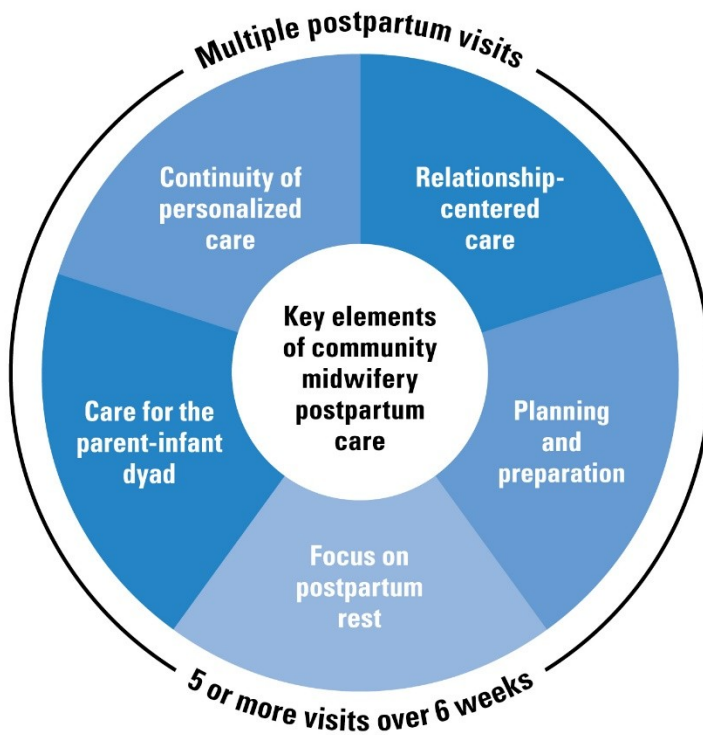 Multiple postpartum visits
Continuity of
personalized
care
Relationship-
centered
care
Key elements
of community
midwifery
postpartum
care
Care for the
parent-infant
dyad
Planning
and
preparation
Focus on
postpartum
rest
5 or more visits over 6 weeks